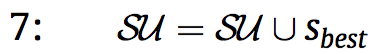 7: 𝒮𝒰 = 𝒮𝒰 ∪ s_best